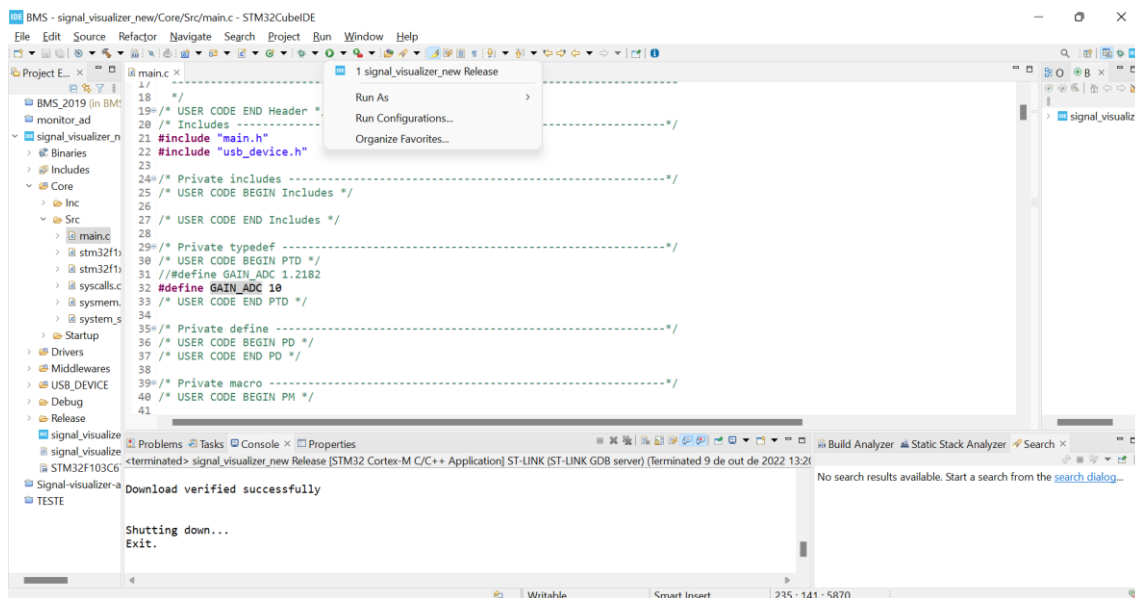 IDE BMS - signal_visualizer_new/Core/Src/main.c - STM32CubeIDE
File Edit Source Refactor Navigate Search Project Run Window Help
Project E...
main.c
BMS_2019 (in BMS
monitor_ad
signal_visualizer_n
Binaries
Includes
Core
Inc
Src
main.c
stm32f1
stm32f1
syscalls.c
sysmem.
system_s
Startup
Drivers
Middlewares
USB_DEVICE
Debug
Release
signal_visualize
signal_visualize
STM32F103C6
Signal-visualizer-a
TESTE
1 signal_visualizer_new Release
Run As
Run Configurations...
Organize Favorites...
17
18 */
19 /* USER CODE END Header *
20 /* Includes ------------------------------------------------------------------*/
21 #include "main.h"
22 #include "usb_device.h"
23
24 /* Private includes ----------------------------------------------------------*/
25 /* USER CODE BEGIN Includes */
26
27 /* USER CODE END Includes */
28
29 /* Private typedef -----------------------------------------------------------*/
30 /* USER CODE BEGIN PTD */
31 //#define GAIN_ADC 1.2182
32 #define GAIN_ADC 10
33 /* USER CODE END PTD */
34
35 /* Private define ------------------------------------------------------------*/
36 /* USER CODE BEGIN PD */
37 /* USER CODE END PD */
38
39 /* Private macro -------------------------------------------------------------*/
40 /* USER CODE BEGIN PM */
41
O B
signal_visualiz
Problems Tasks Console Properties
<terminated> signal_visualizer_new Release [STM32 Cortex-M C/C++ Application] ST-LINK (ST-LINK GDB server) (Terminated 9 de out de 2022 13:20
Download verified successfully
Shutting down...
Exit.
Build Analyzer Static Stack Analyzer Search
No search results available. Start a search from the search dialog...
Writable Smart Insert 235 : 141 : 5870